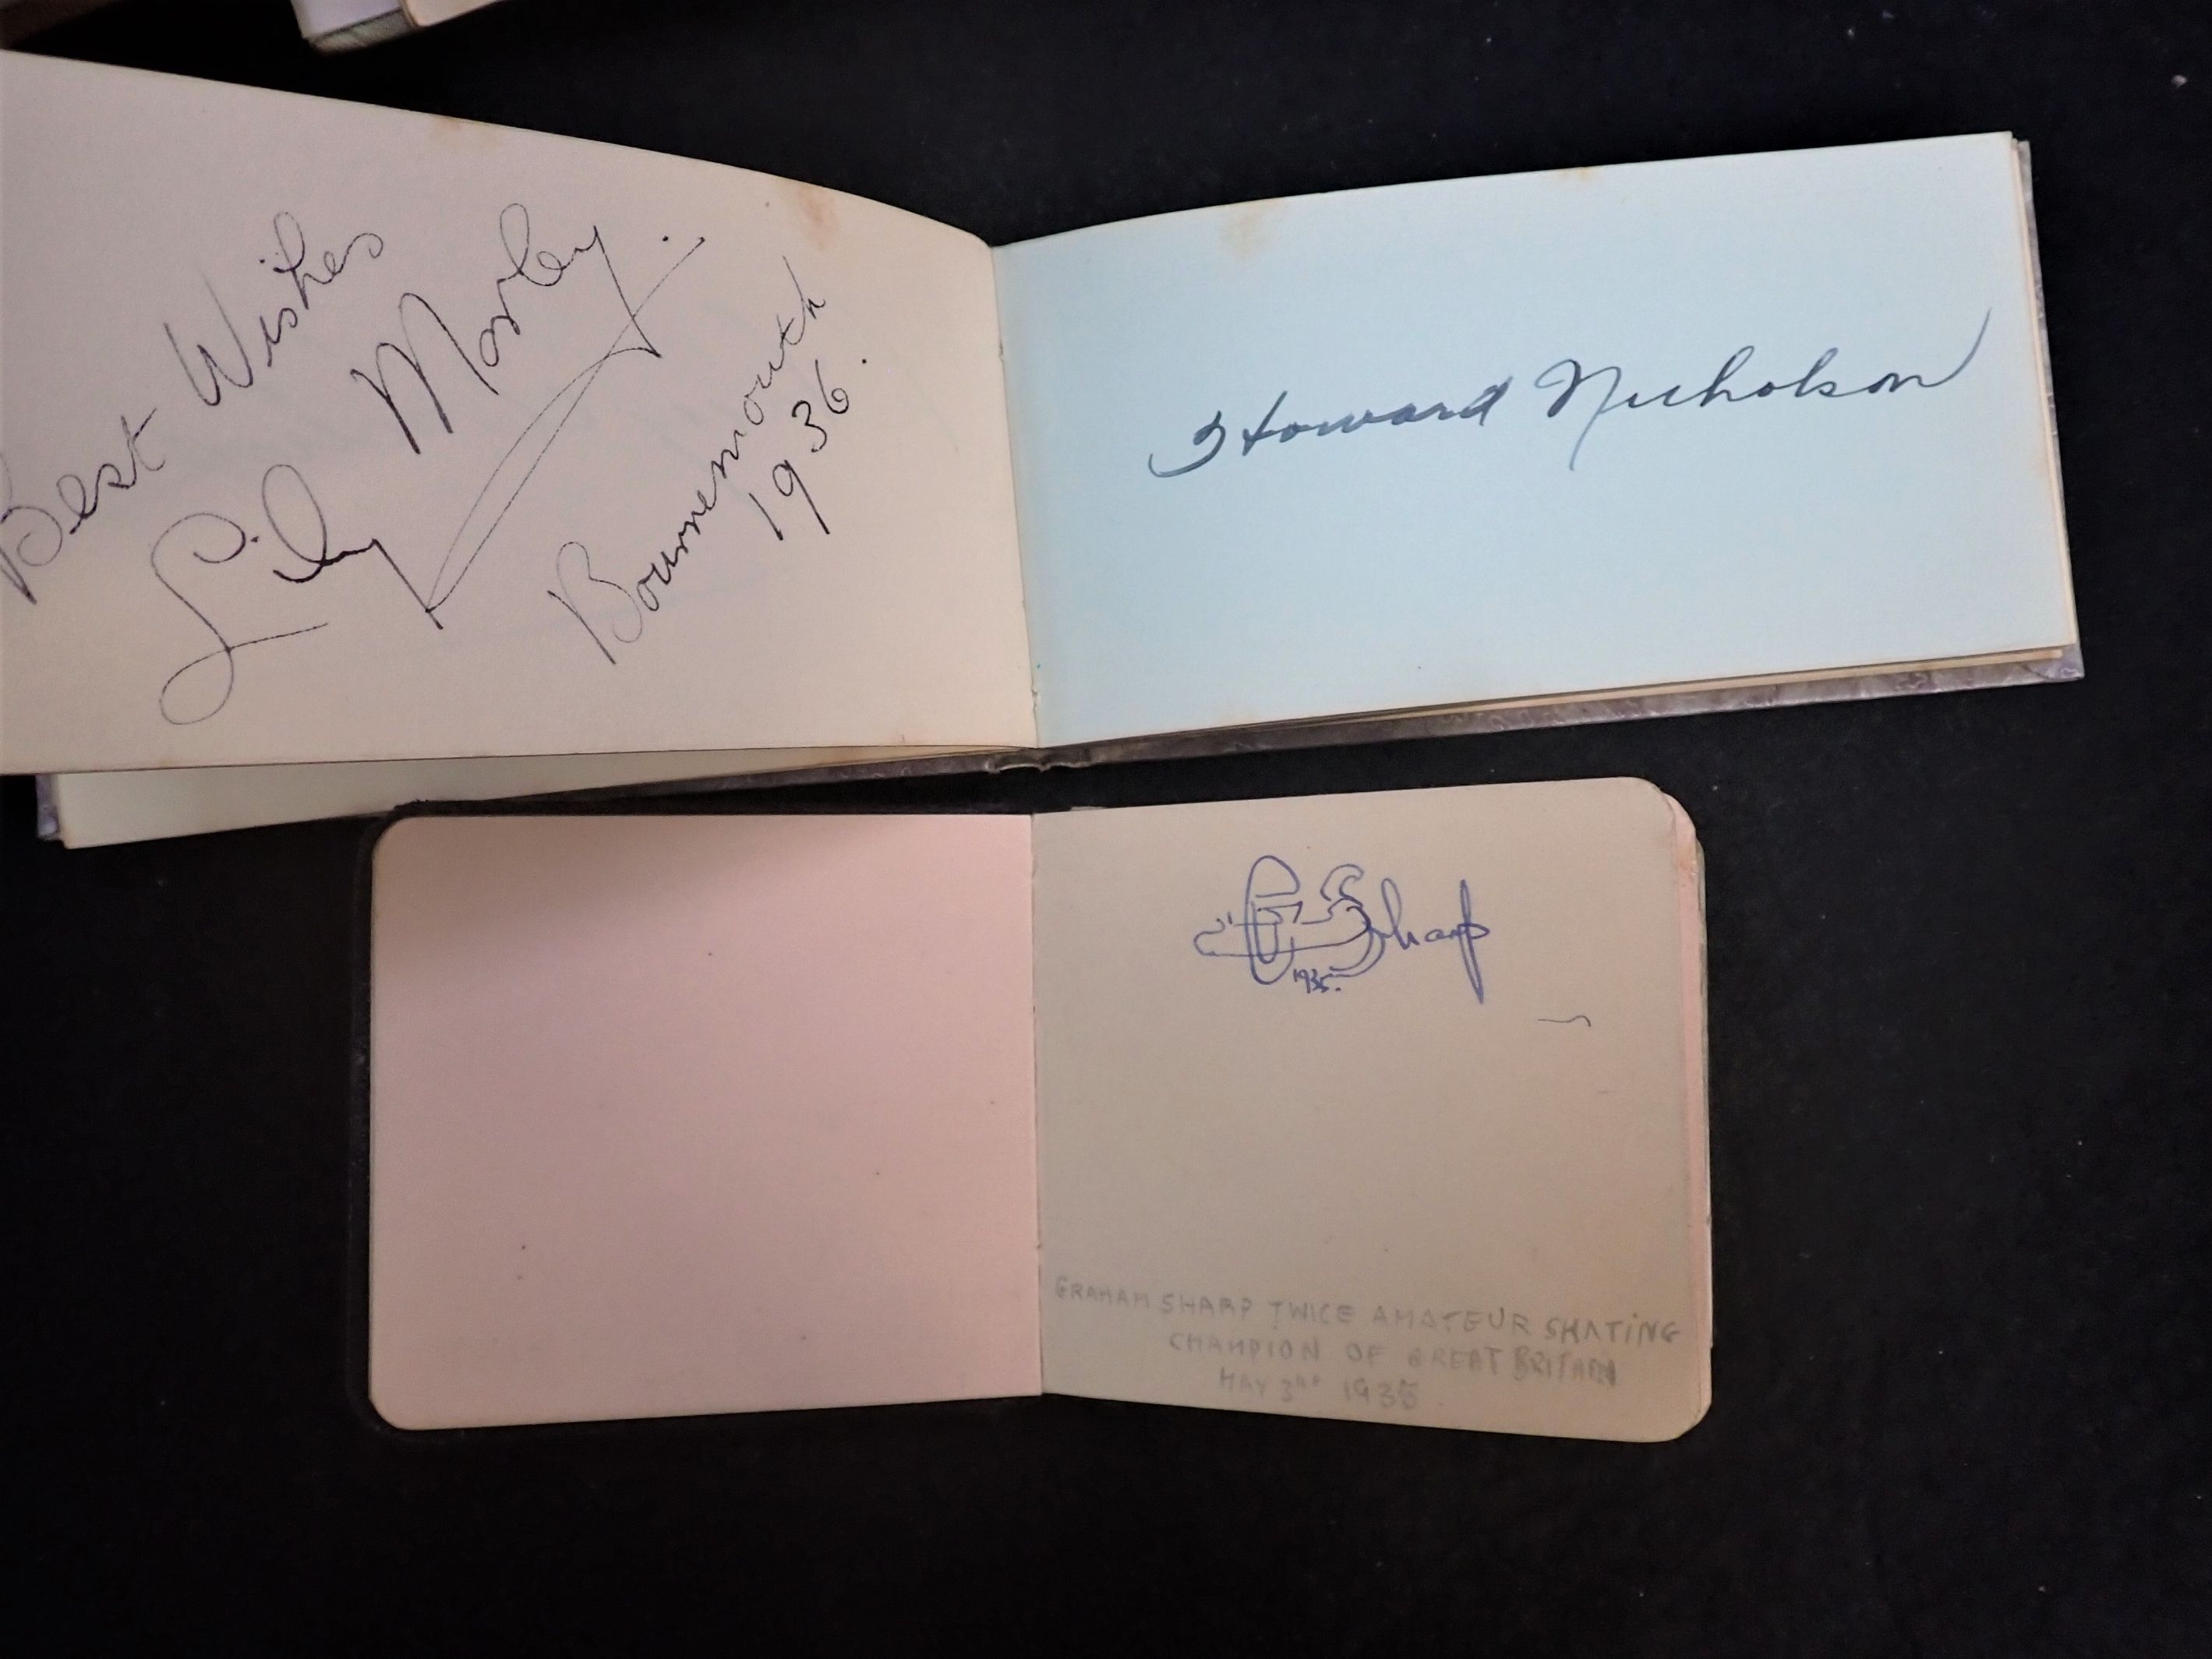 Best Wishes
Lily Morley.
Bournemouth
1936.
Howard Nicholson
G Sharp
1935.
GRAHAM SHARP TWICE AMATEUR SKATING
CHAMPION OF GREAT BRITAIN
MAY 3RD 1935.